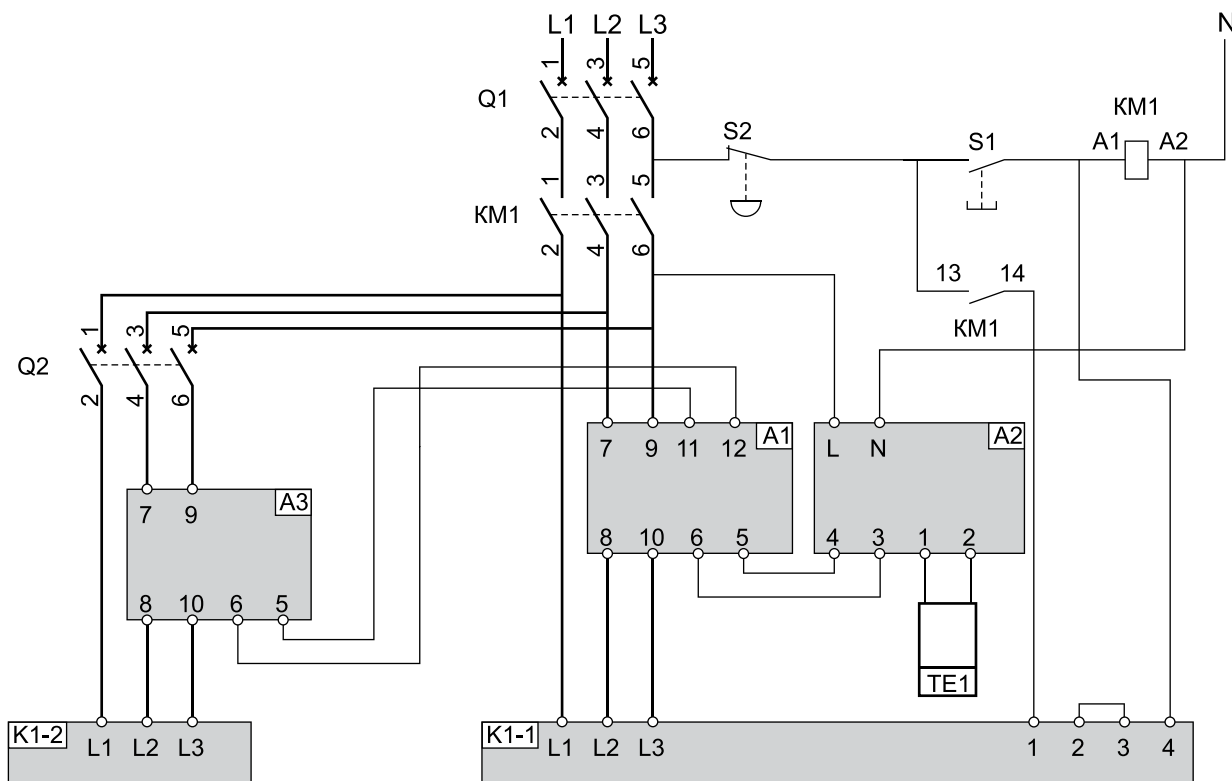 L1 L2 L3 N
1 3 5
Q1
2 4 6
S2 S1 KM1
A1 A2
1 3 5
KM1
2 4 6
13 14
KM1
1 3 5
Q2
2 4 6
A1 A2
7 9 11 12 L N
A3
7 9
8 10 6 5 4 3 1 2
8 10 6 5
TE1
K1-2 K1-1
L1 L2 L3 L1 L2 L3 1 2 3 4